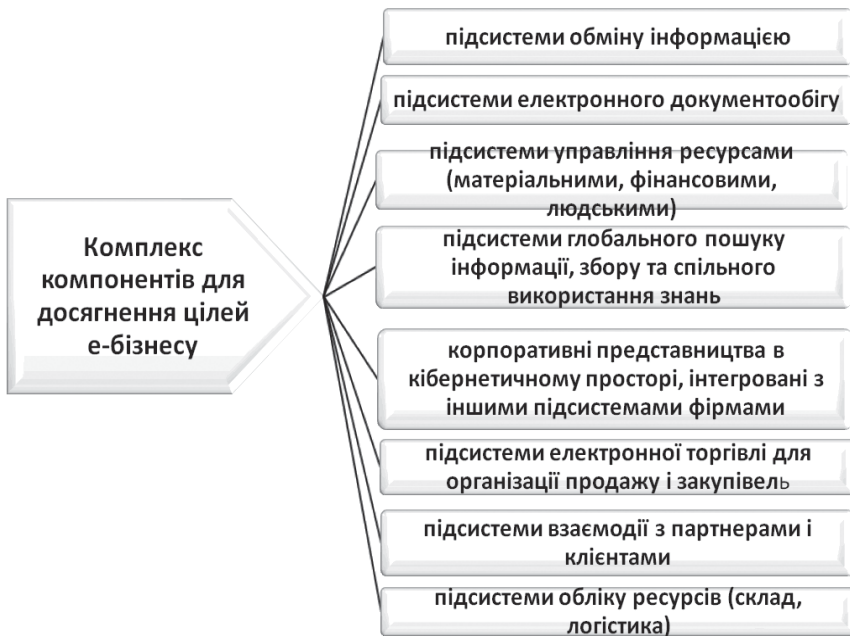 Комплекс
компонентів для
досягнення цілей
е-бізнесу
підсистеми обміну інформацією
підсистеми електронного документообігу
підсистеми управління ресурсами
(матеріальними, фінансовими,
людськими)
підсистеми глобального пошуку
інформації, збору та спільного
використання знань
корпоративні представництва в
кібернетичному просторі, інтегровані з
іншими підсистемами фірмами
підсистеми електронної торгівлі для
організації продажу і закупівель
підсистеми взаємодії з партнерами і
клієнтами
підсистеми обліку ресурсів (склад,
логістика)